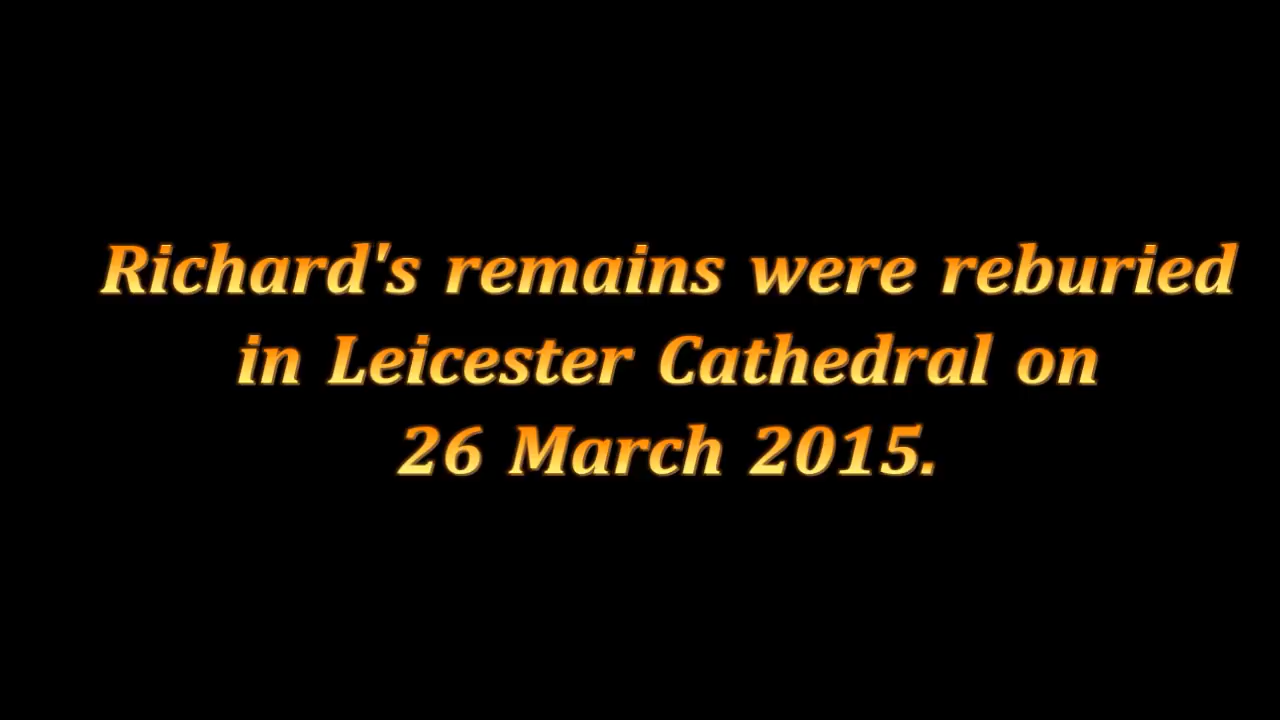 Richard's remains were reburied
in Leicester Cathedral on
26 March 2015.